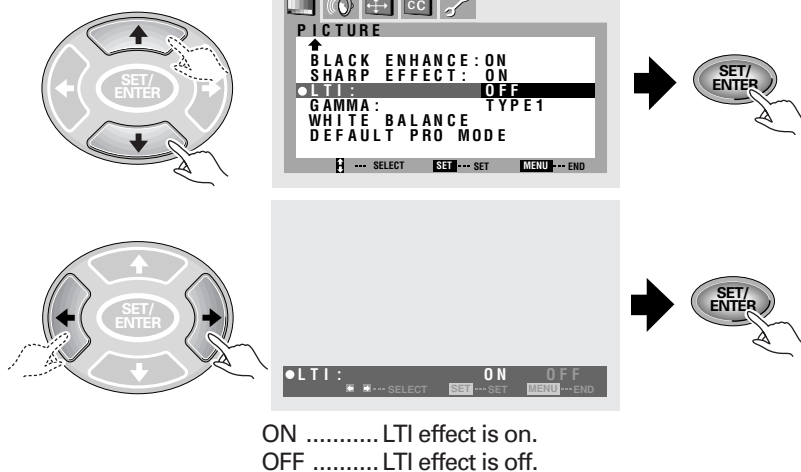 CC
PICTURE
BLACK ENHANCE: ON
SHARP EFFECT: ON
●LTI: OFF
GAMMA: TYPE1
WHITE BALANCE
DEFAULT PRO MODE
--- SELECT SET --- SET MENU --- END
SET/
ENTER
SET/
ENTER
●LTI: ON OFF
--- SELECT SET --- SET MENU --- END
SET/
ENTER
SET/
ENTER
ON ........... LTI effect is on.
OFF .......... LTI effect is off.